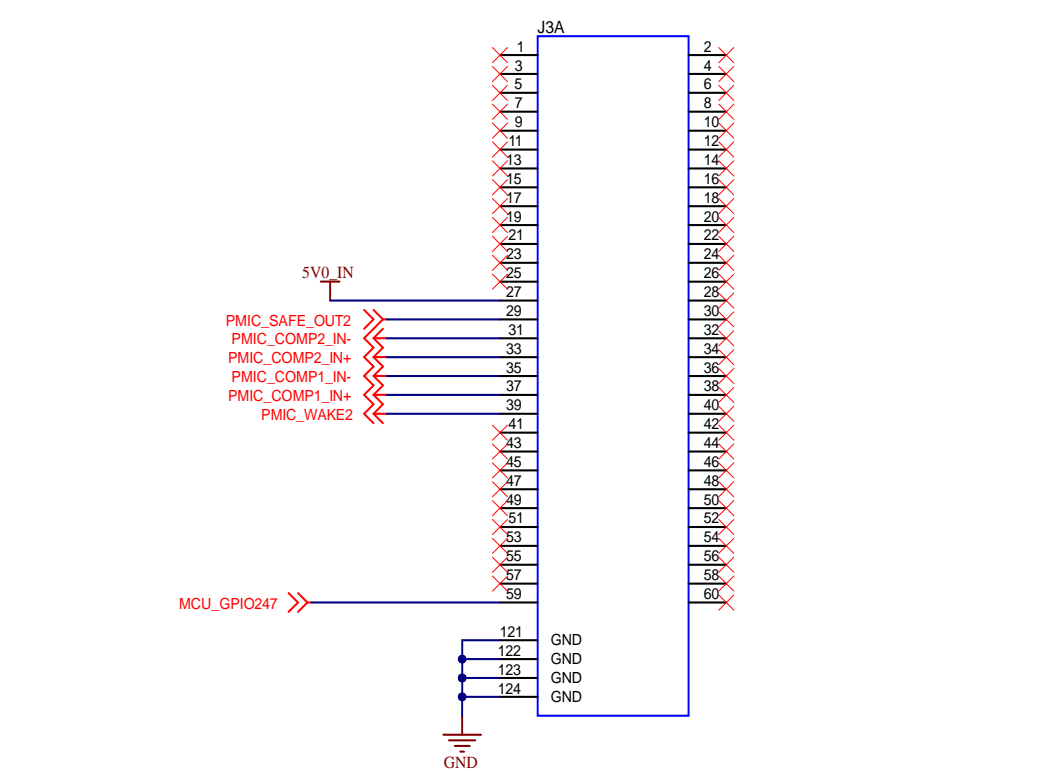 J3A
1 2
3 4
5 6
7 8
9 10
11 12
13 14
15 16
17 18
19 20
21 22
23 24
25 26
5V0_IN
27 28
PMIC_SAFE_OUT2 29 30
PMIC_COMP2_IN- 31 32
PMIC_COMP2_IN+ 33 34
PMIC_COMP1_IN- 35 36
PMIC_COMP1_IN+ 37 38
PMIC_WAKE2 39 40
41 42
43 44
45 46
47 48
49 50
51 52
53 54
55 56
57 58
MCU_GPIO247 59 60
121 GND
122 GND
123 GND
124 GND
GND